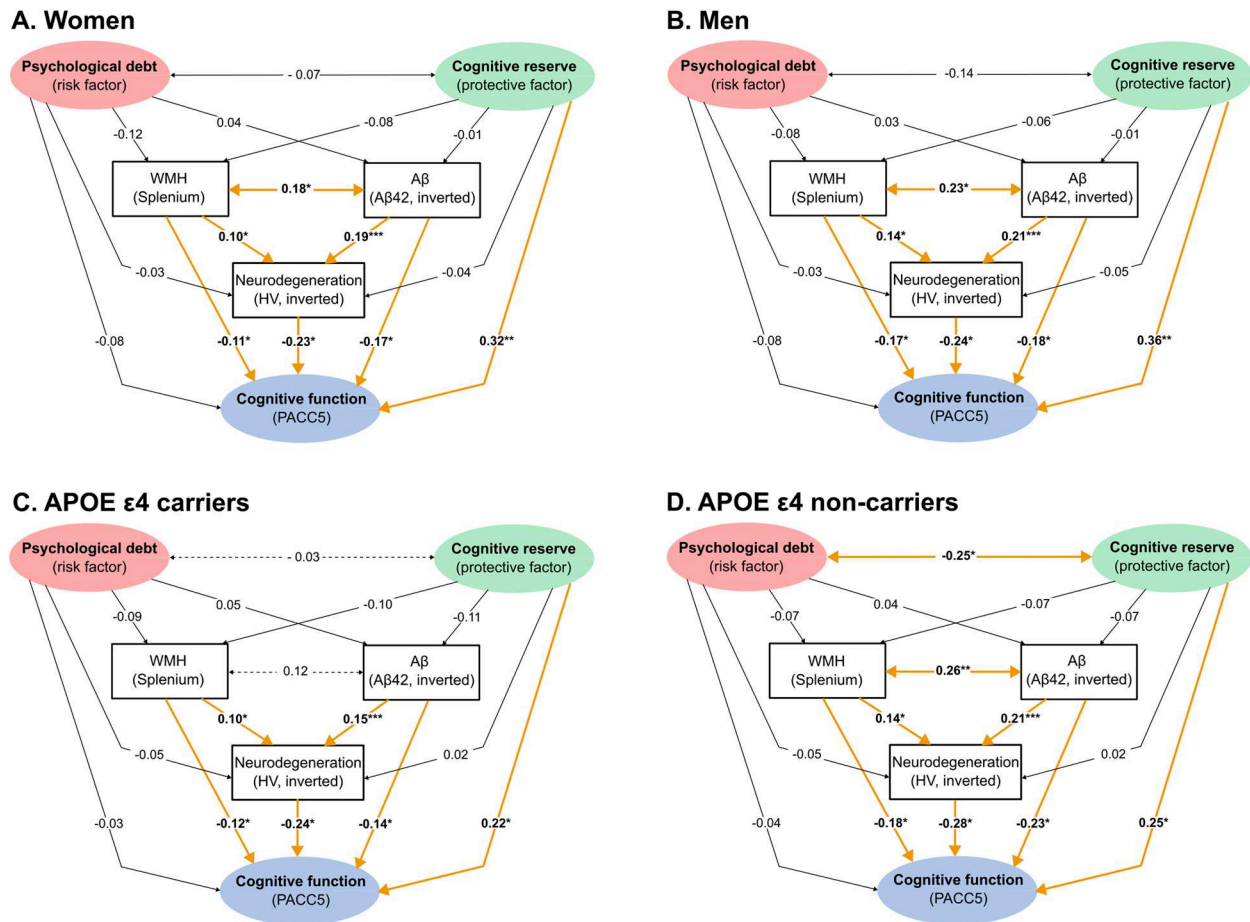 A. Women
Psychological debt
(risk factor)
Cognitive reserve
(protective factor)
- 0.07
-0.12
0.04
-0.08
-0.01
WMH
(Splenium)
0.18*
Aβ
(Aβ42, inverted)
0.10*
0.19***
-0.03
Neurodegeneration
(HV, inverted)
-0.04
-0.08
-0.11*
-0.23*
-0.17*
0.32**
Cognitive function
(PACC5)
B. Men
Psychological debt
(risk factor)
Cognitive reserve
(protective factor)
-0.14
-0.08
0.03
-0.06
-0.01
WMH
(Splenium)
0.23*
Aβ
(Aβ42, inverted)
0.14*
0.21***
-0.03
Neurodegeneration
(HV, inverted)
-0.05
-0.08
-0.17*
-0.24*
-0.18*
0.36**
Cognitive function
(PACC5)
C. APOE ε4 carriers
Psychological debt
(risk factor)
Cognitive reserve
(protective factor)
0.03
-0.09
0.05
-0.10
-0.11
WMH
(Splenium)
0.12
Aβ
(Aβ42, inverted)
0.10*
0.15***
-0.05
Neurodegeneration
(HV, inverted)
0.02
-0.03
-0.12*
-0.24*
-0.14*
0.22*
Cognitive function
(PACC5)
D. APOE ε4 non-carriers
Psychological debt
(risk factor)
Cognitive reserve
(protective factor)
-0.25*
-0.07
0.04
-0.07
-0.07
WMH
(Splenium)
0.26**
Aβ
(Aβ42, inverted)
0.14*
0.21***
-0.05
Neurodegeneration
(HV, inverted)
0.02
-0.04
-0.18*
-0.28*
-0.23*
0.25*
Cognitive function
(PACC5)